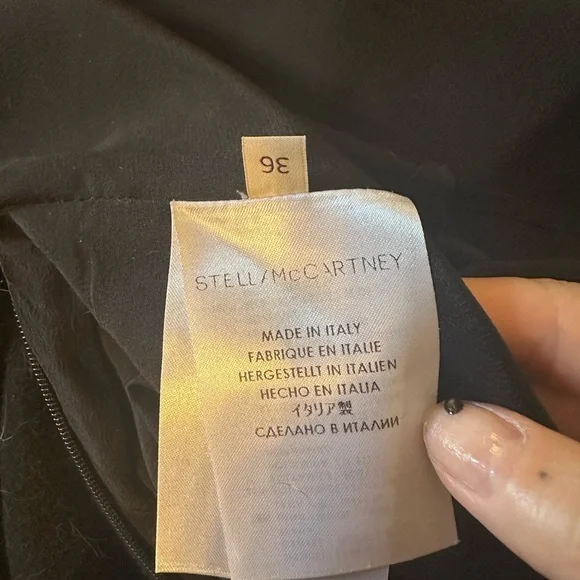 36
STELLA McCARTNEY
MADE IN ITALY
FABRIQUE EN ITALIE
HERGESTELLT IN ITALIEN
HECHO EN ITALIA
イタリア製
СДЕЛАНО В ИТАЛИИ